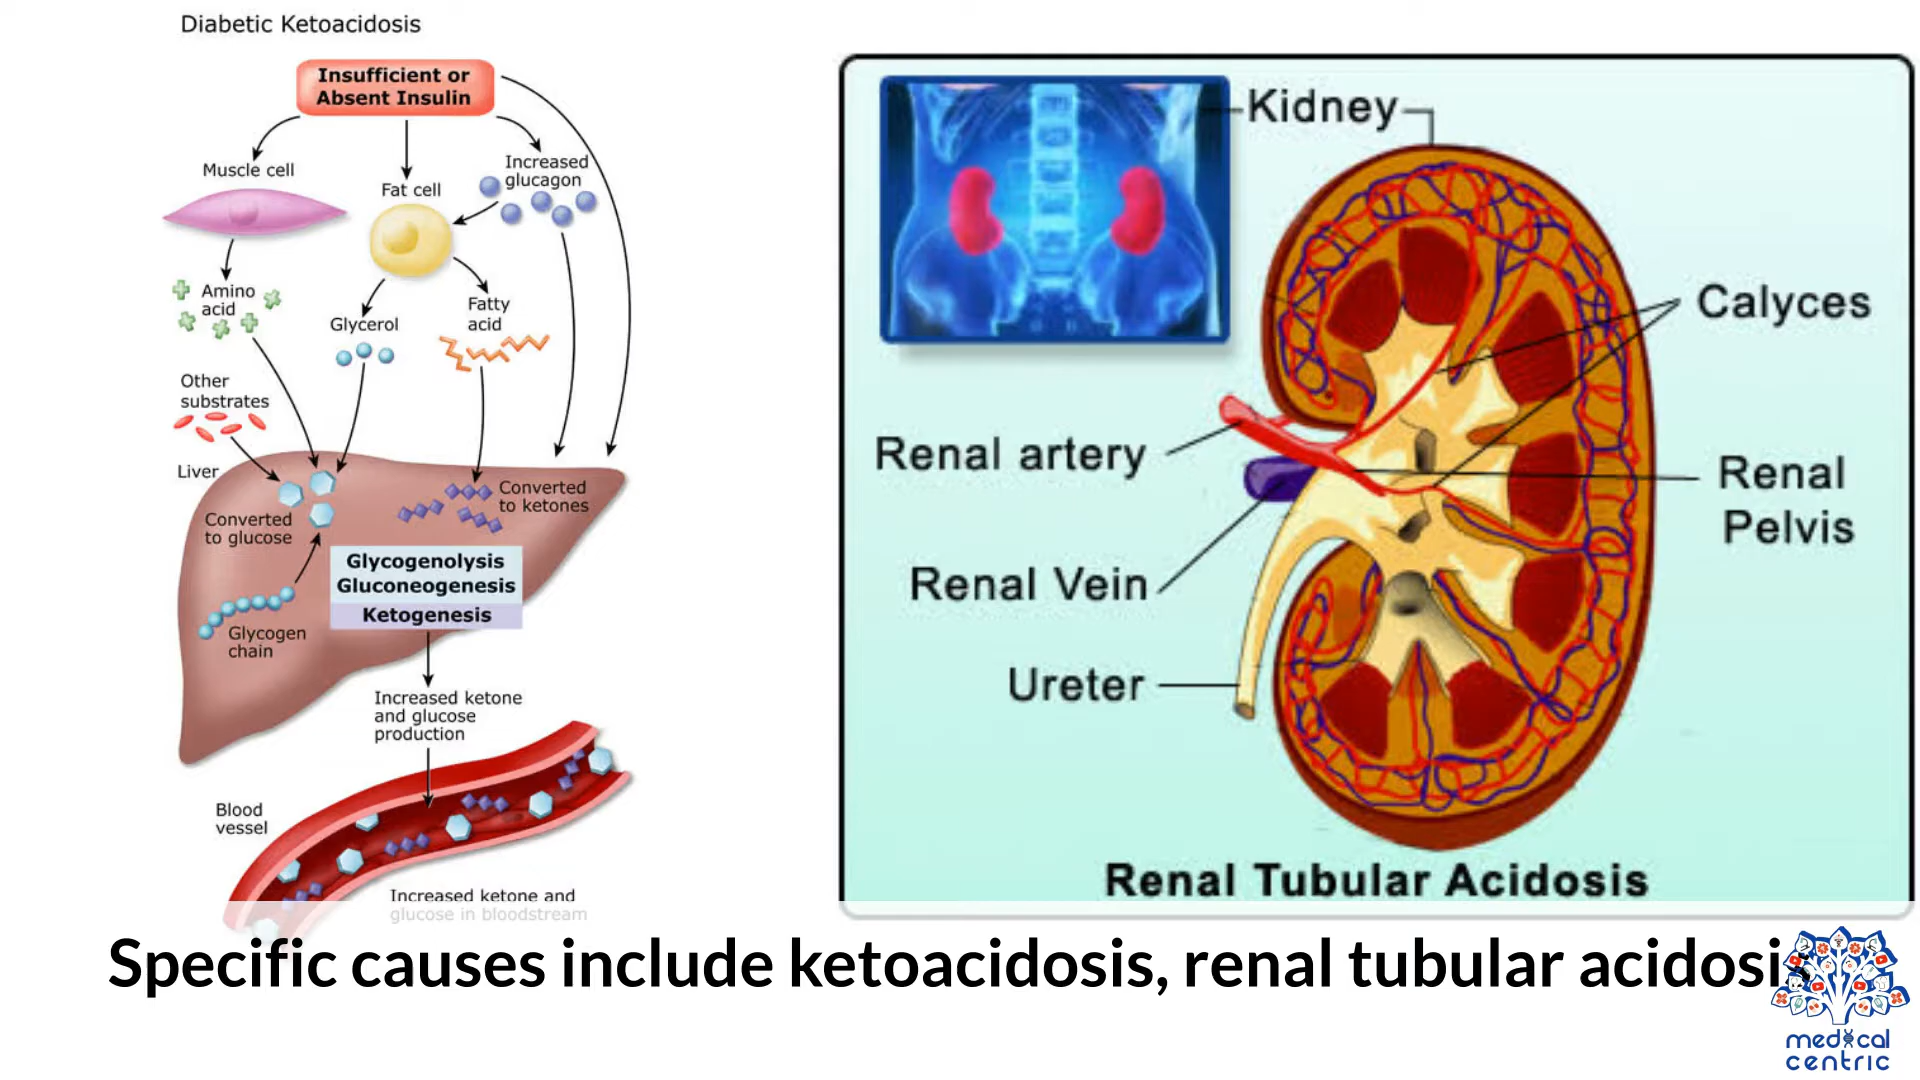 Diabetic Ketoacidosis
Insufficient or
Absent Insulin
Muscle cell
Fat cell
Increased
glucagon
Amino
acid
Glycerol
Fatty
acid
Other
substrates
Liver
Converted
to glucose
Converted
to ketones
Glycogenolysis
Gluconeogenesis
Ketogenesis
Glycogen
chain
Increased ketone
and glucose
production
Blood
vessel
Increased ketone and
glucose in bloodstream
Kidney
Calyces
Renal artery
Renal
Pelvis
Renal Vein
Ureter
Renal Tubular Acidosis
Specific causes include ketoacidosis, renal tubular acidosis,
medical
centric